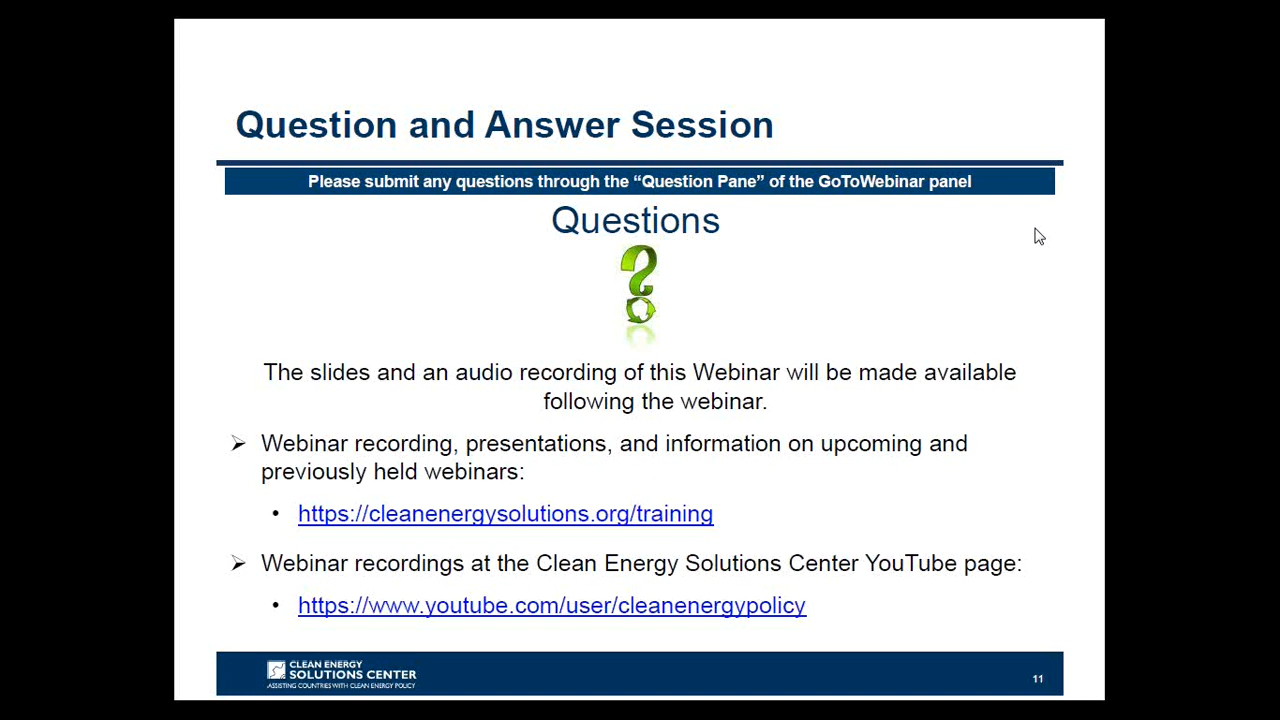 Question and Answer Session
Please submit any questions through the “Question Pane” of the GoToWebinar panel
Questions
The slides and an audio recording of this Webinar will be made available
following the webinar.
➢ Webinar recording, presentations, and information on upcoming and
previously held webinars:
• https://cleanenergysolutions.org/training
➢ Webinar recordings at the Clean Energy Solutions Center YouTube page:
• https://www.youtube.com/user/cleanenergypolicy
CLEAN ENERGY
SOLUTIONS CENTER
ASSISTING COUNTRIES WITH CLEAN ENERGY POLICY
11